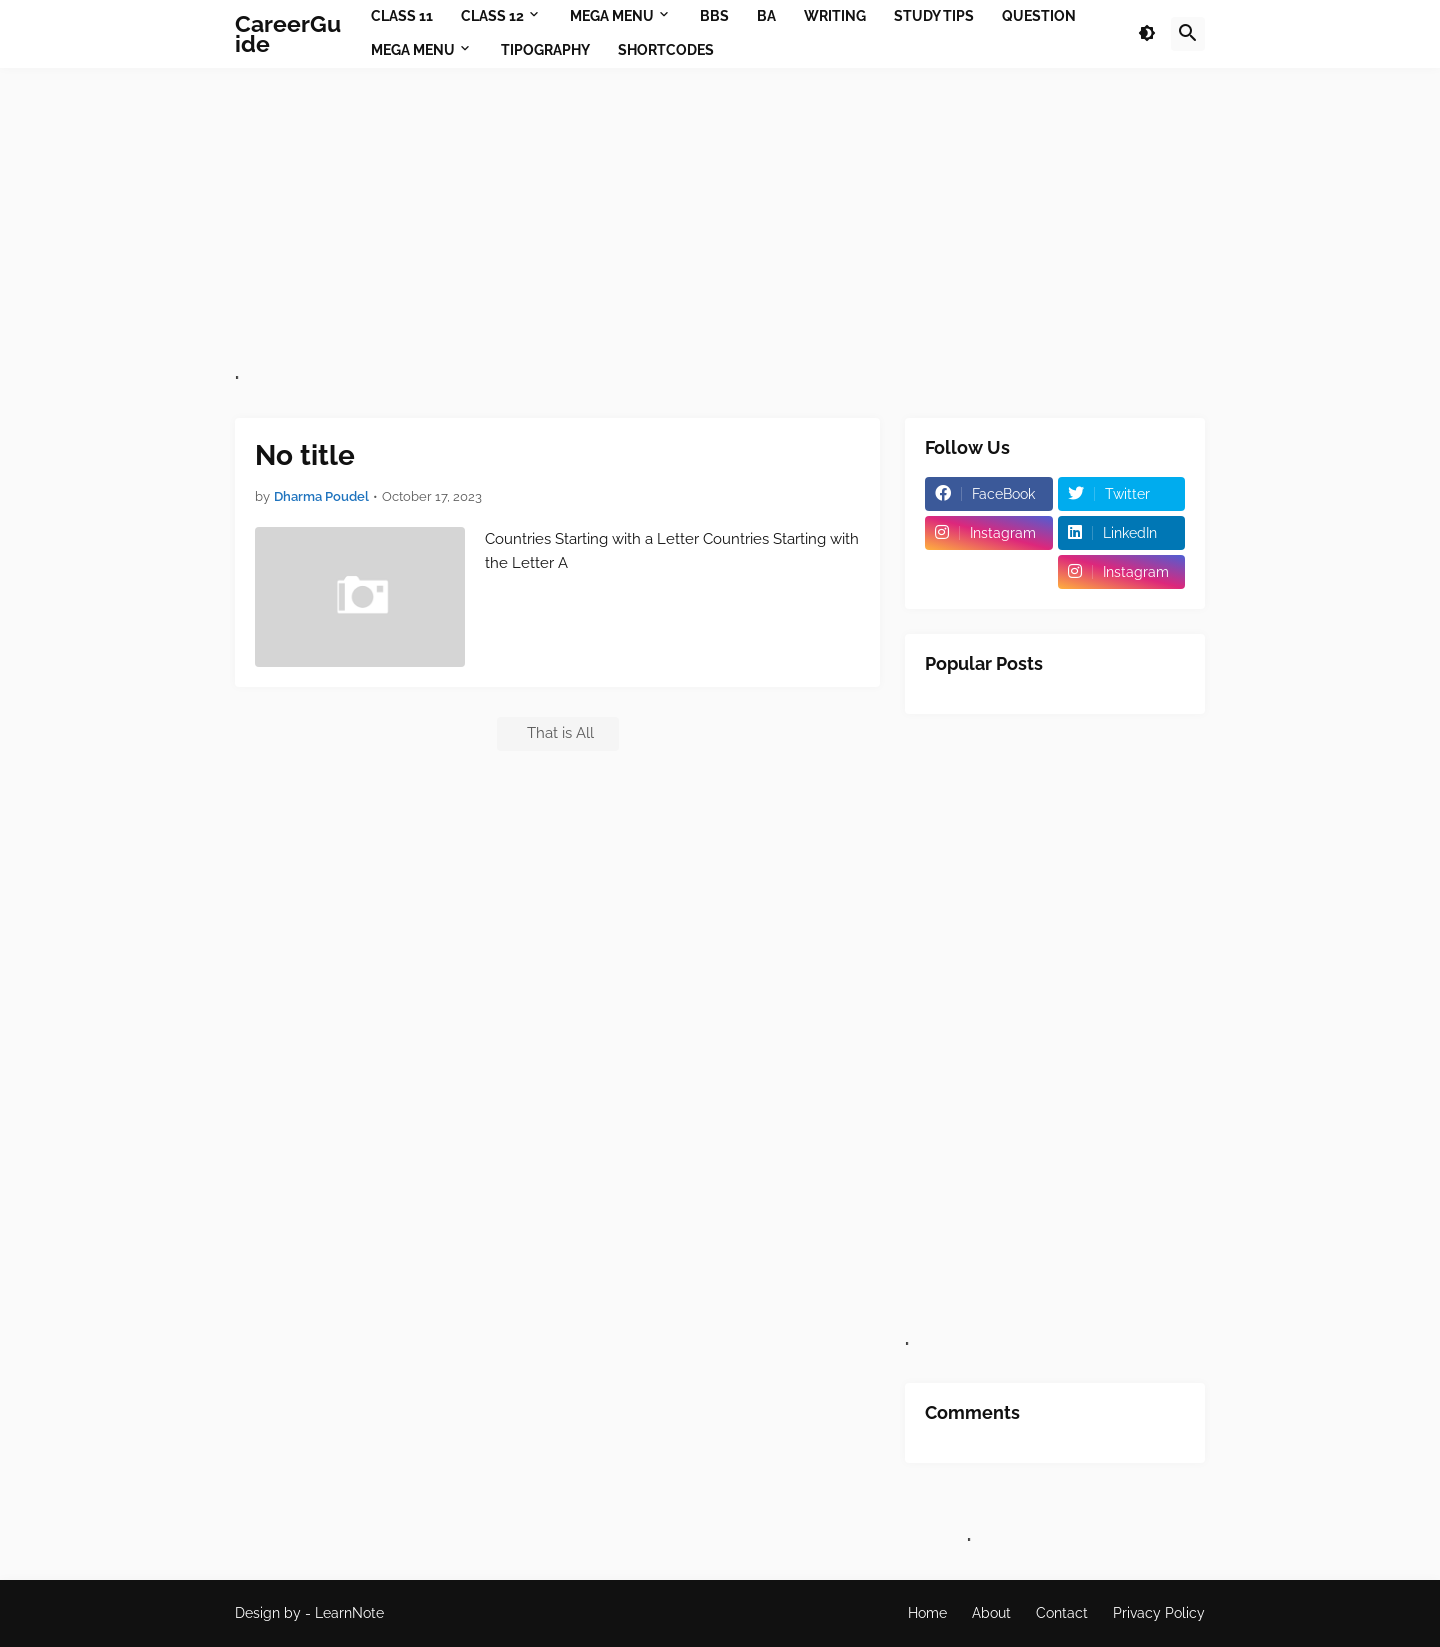 CareerGu
ide
CLASS 11 CLASS 12 MEGA MENU BBS BA WRITING STUDY TIPS QUESTION
MEGA MENU TIPOGRAPHY SHORTCODES
.
No title
by Dharma Poudel • October 17, 2023
Countries Starting with a Letter Countries Starting with
the Letter A
That is All
Follow Us
FaceBook Twitter
Instagram LinkedIn
Instagram
Popular Posts
.
Comments
.
Design by - LearnNote
Home About Contact Privacy Policy